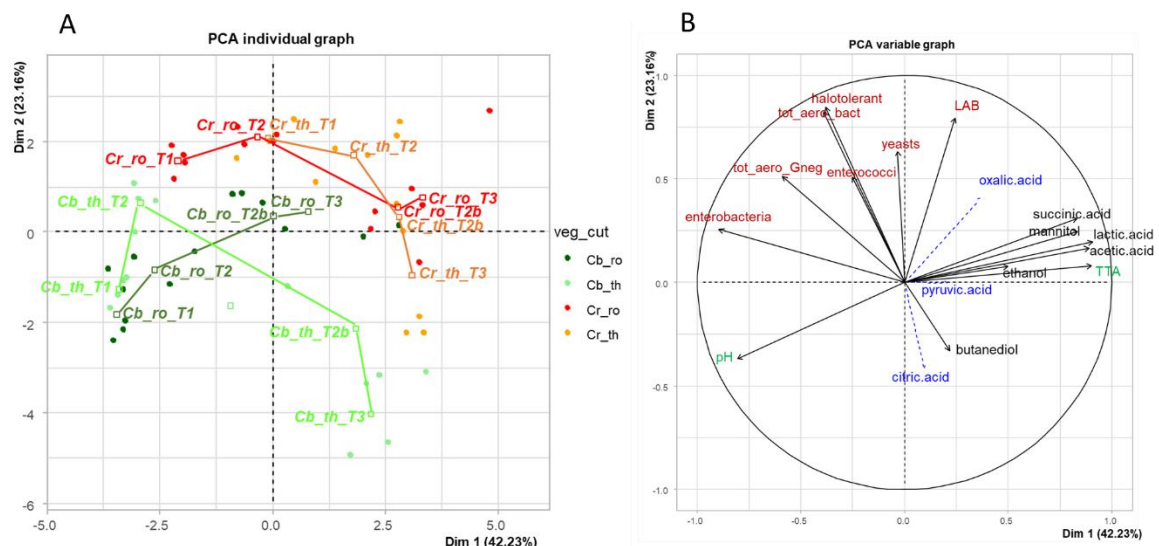 A
PCA individual graph
Dim 2 (23.16%)
2
0
-2
-4
-6
-5.0
-2.5
0.0
2.5
5.0
Dim 1 (42.23%)
Cr_ro_T2
Cr_th_T1
Cr_ro_T1
Cr_th_T2
Cb_th_T2
Cb_ro_T3
Cr_ro_T3
Cb_ro_T2b
Cr_ro_T2b
Cr_th_T2b
Cb_ro_T2
Cr_th_T3
Cb_th_T1
Cb_ro_T1
Cb_th_T2b
Cb_th_T3
veg_cut
Cb_ro
Cb_th
Cr_ro
Cr_th
B
PCA variable graph
Dim 2 (23.16%)
1.0
0.5
0.0
-0.5
-1.0
-1.0
-0.5
0.0
0.5
1.0
Dim 1 (42.23%)
halotolerant
LAB
tot_aero_bact
yeasts
tot_aero_Gneg
enterococci
oxalic.acid
enterobacteria
succinic.acid
mannitol
lactic.acid
acetic.acid
ethanol
TTA
pyruvic.acid
pH
butanediol
citric.acid